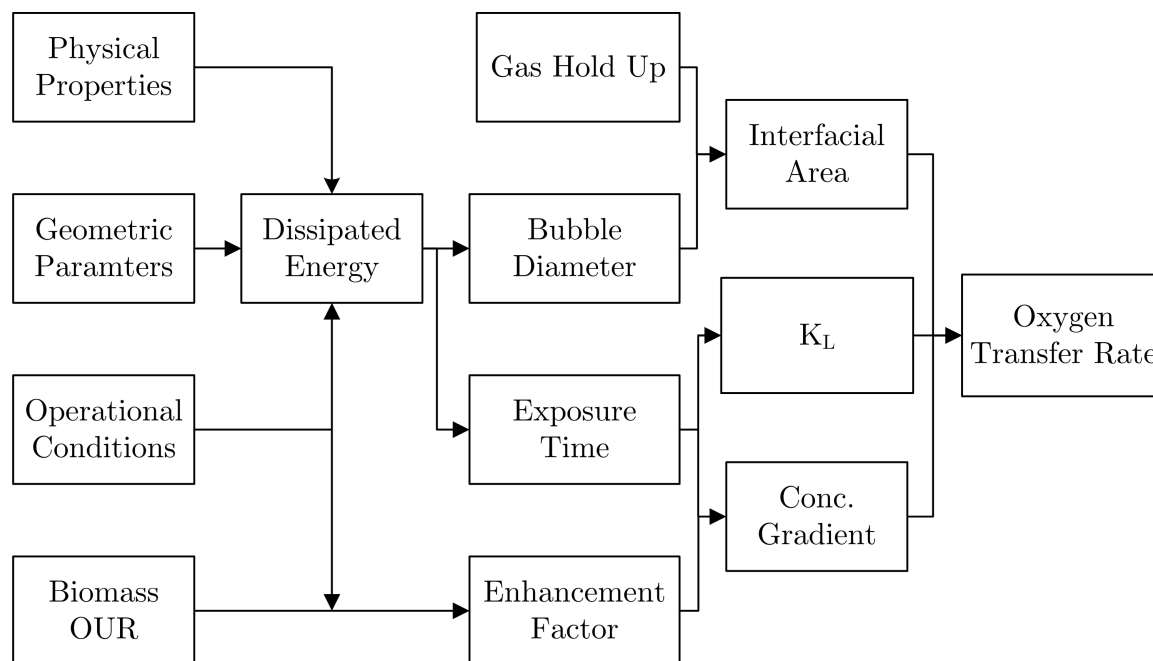 Physical
Properties
Gas Hold Up
Interfacial
Area
Geometric
Paramters
Dissipated
Energy
Bubble
Diameter
K_L
Oxygen
Transfer Rate
Operational
Conditions
Exposure
Time
Conc.
Gradient
Biomass
OUR
Enhancement
Factor